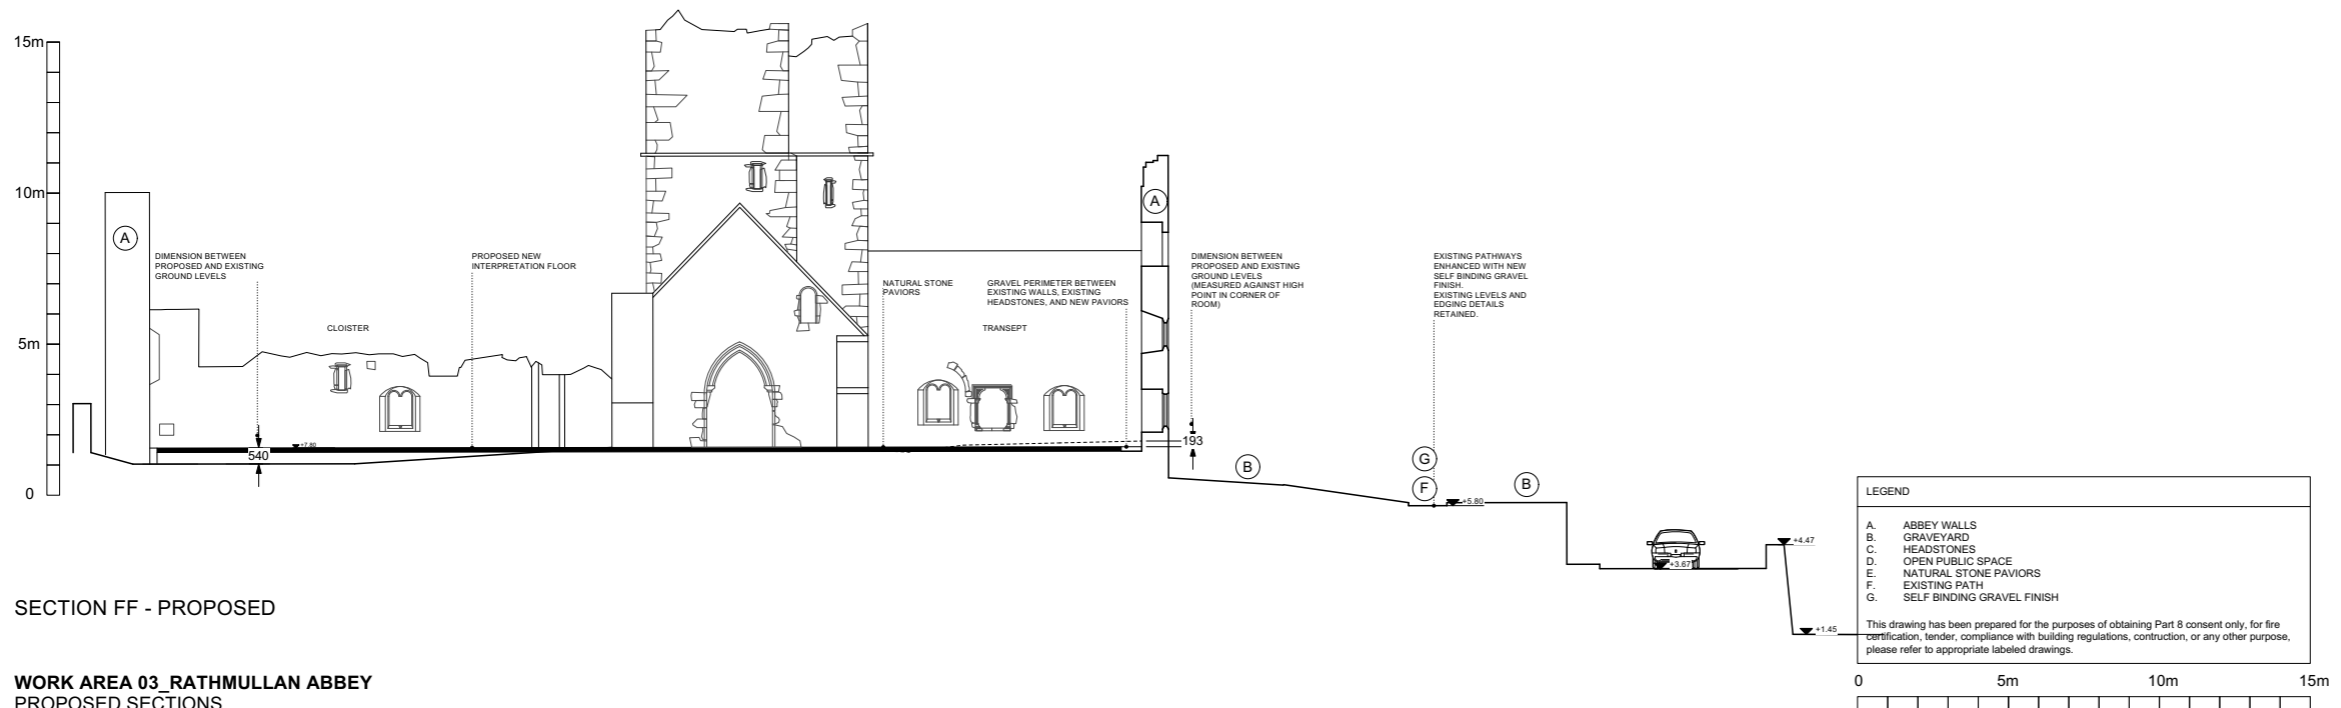 15m
10m
5m
0
A
DIMENSION BETWEEN
PROPOSED AND EXISTING
GROUND LEVELS
CLOISTER
PROPOSED NEW
INTERPRETATION FLOOR
+7.80
540
NATURAL STONE
PAVIORS
GRAVEL PERIMETER BETWEEN
EXISTING WALLS, EXISTING
HEADSTONES, AND NEW PAVIORS
TRANSEPT
A
DIMENSION BETWEEN
PROPOSED AND EXISTING
GROUND LEVELS
(MEASURED AGAINST HIGH
POINT IN CORNER OF
ROOM)
193
EXISTING PATHWAYS
ENHANCED WITH NEW
SELF BINDING GRAVEL
FINISH.
EXISTING LEVELS AND
EDGING DETAILS
RETAINED.
B
G
F
+5.80
B
+3.67
+4.47
+1.45
LEGEND
A. ABBEY WALLS
B. GRAVEYARD
C. HEADSTONES
D. OPEN PUBLIC SPACE
E. NATURAL STONE PAVIORS
F. EXISTING PATH
G. SELF BINDING GRAVEL FINISH
This drawing has been prepared for the purposes of obtaining Part 8 consent only, for fire
certification, tender, compliance with building regulations, contruction, or any other purpose,
please refer to appropriate labeled drawings.
0 5m 10m 15m
SECTION FF - PROPOSED
WORK AREA 03_RATHMULLAN ABBEY
PROPOSED SECTIONS